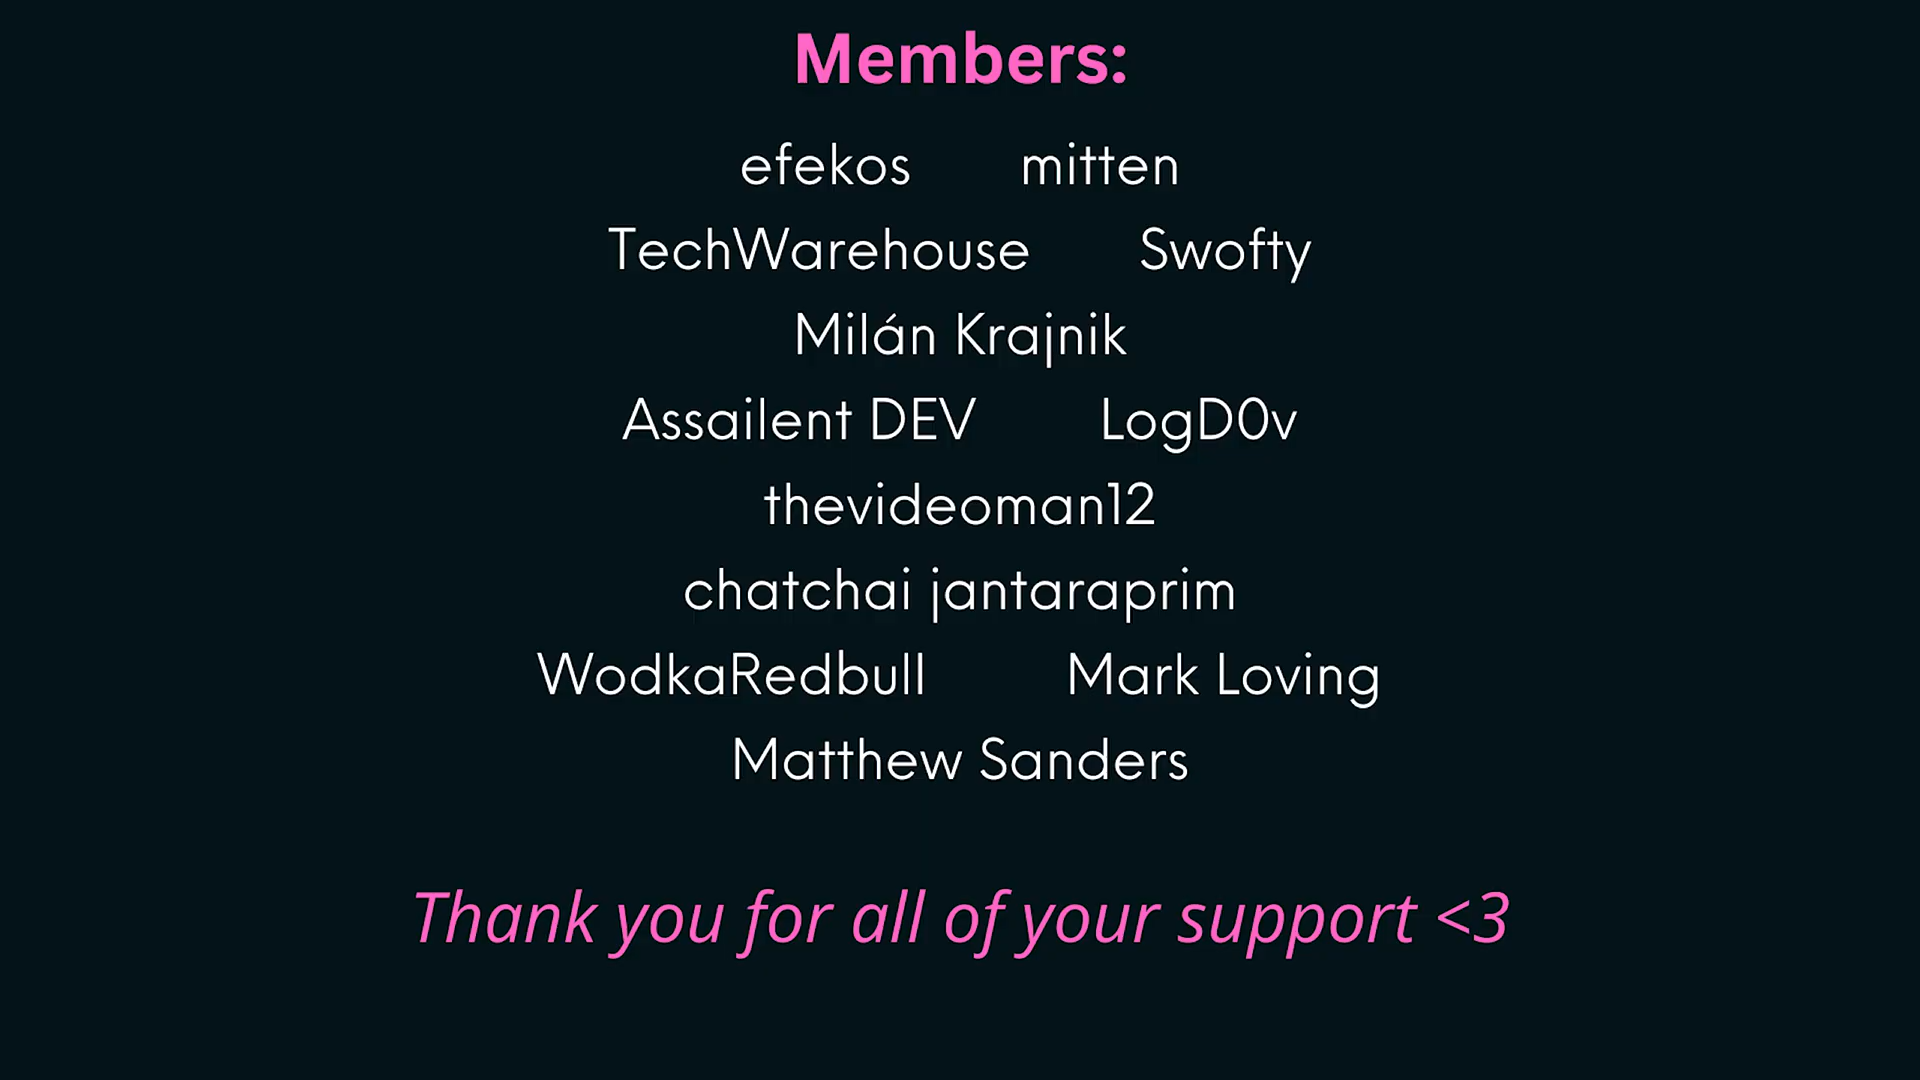 Members:
efekos mitten
TechWarehouse Swofty
Milán Krajnik
Assailent DEV LogD0v
thevideoman12
chatchai jantaraprim
WodkaRedbull Mark Loving
Matthew Sanders
Thank you for all of your support <3